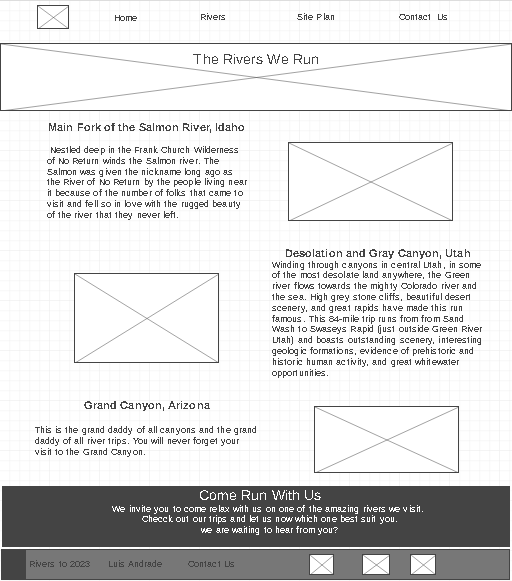 Home Rivers Site Plan Contact Us
The Rivers We Run
Main Fork of the Salmon River, Idaho
Nestled deep in the Frank Church Wilderness
of No Return winds the Salmon river. The
Salmon was given the nickname long ago as
the River of No Return by the people living near
it because of the number of folks that came to
visit and fell so in love with the rugged beauty
of the river that they never left.
Desolation and Gray Canyon, Utah
Winding through canyons in central Utah, in some
of the most desolate land anywhere, the Green
river flows towards the mighty Colorado river and
the sea. High grey stone cliffs, beautiful desert
scenery, and great rapids have made this run
famous. This 84-mile trip runs from from Sand
Wash to Swaseys Rapid (just outside Green River
Utah) and boasts outstanding scenery, interesting
geologic formations, evidence of prehistoric and
historic human activity, and great whitewater
opportunities.
Grand Canyon, Arizona
This is the grand daddy of all canyons and the grand
daddy of all river trips. You will never forget your
visit to the Grand Canyon.
Come Run With Us
We invite you to come relax with us on one of the amazing rivers we visit.
Checck out our trips and let us now which one best suit you.
we are waiting to hear from you?
Rivers to 2023 Luis Andrade Contact Us